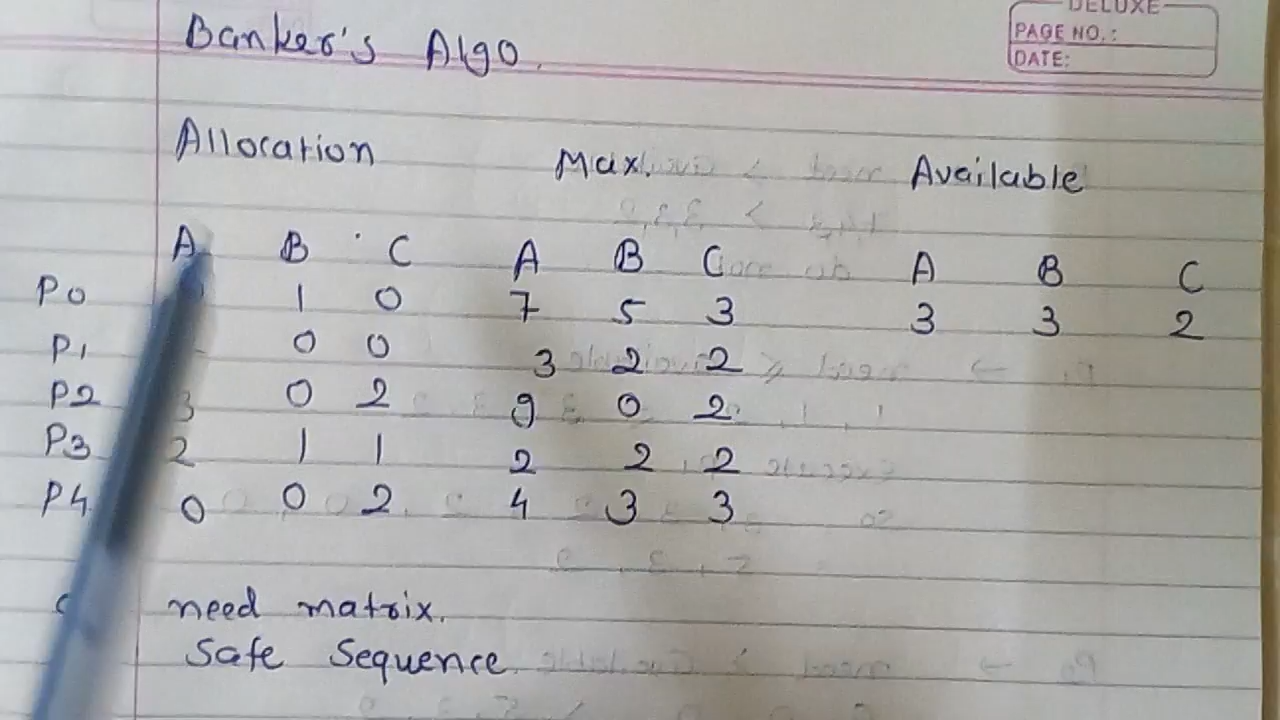 DELUXE
PAGE NO.:
DATE:
Banker's Algo.
Allocation Max. Available
A B C A B C A B C
P0 1 0 7 5 3 3 3 2
P1 0 0 3 2 2
P2 3 0 2 9 0 2
P3 2 1 1 2 2 2
P4 0 0 2 4 3 3
need matrix.
Safe Sequence